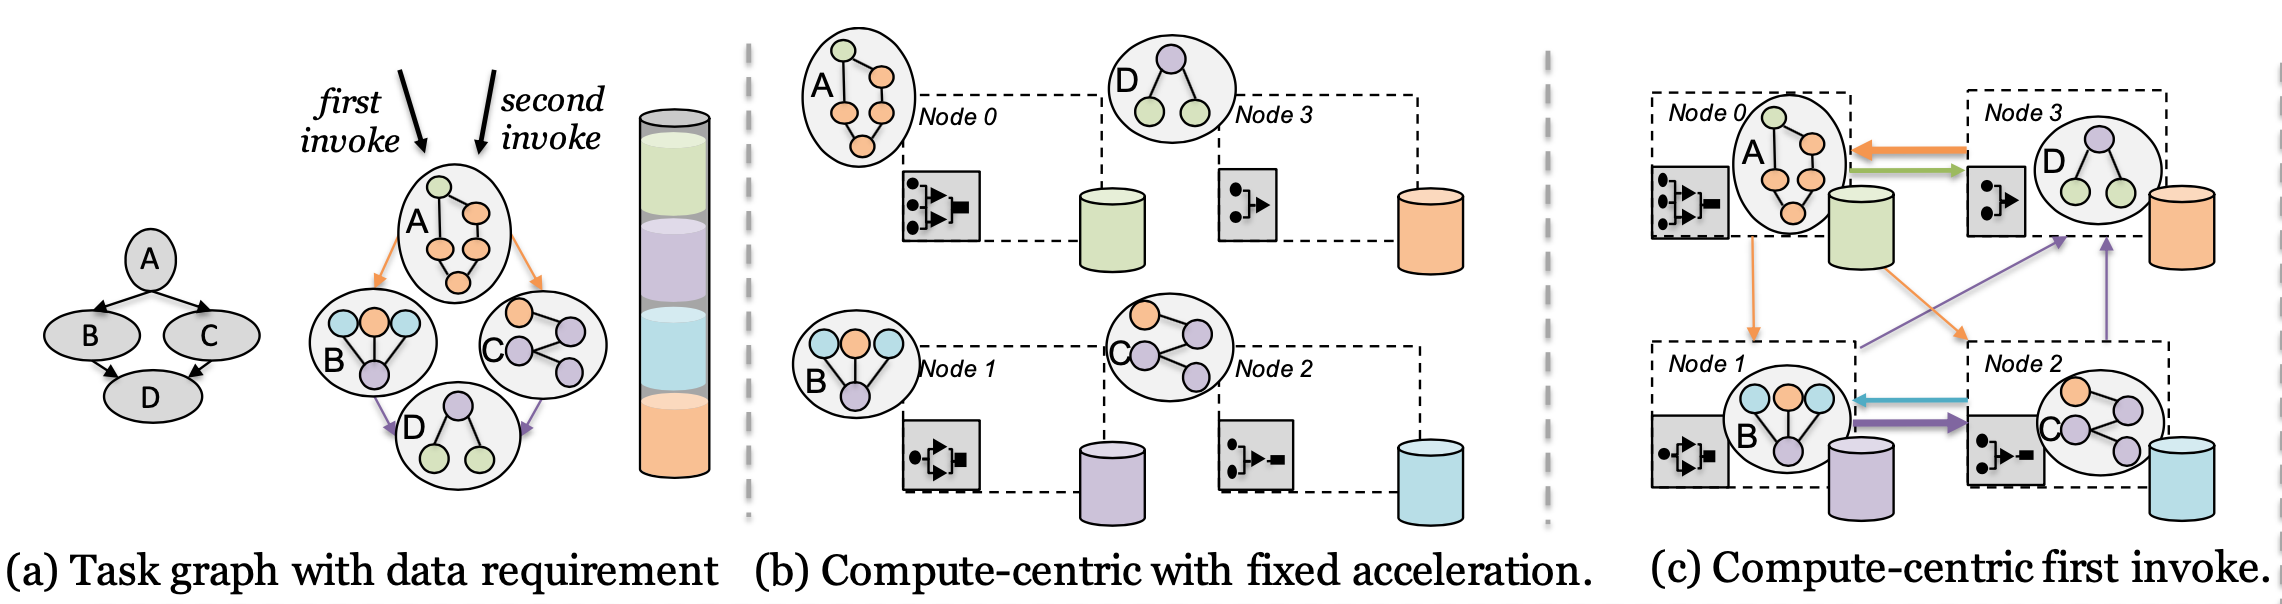 first
invoke
second
invoke
A
B
C
D
A
B
C
D
A
Node 0
D
Node 3
B
Node 1
C
Node 2
Node 0
A
Node 3
D
Node 1
B
Node 2
C
(a) Task graph with data requirement
(b) Compute-centric with fixed acceleration.
(c) Compute-centric first invoke.